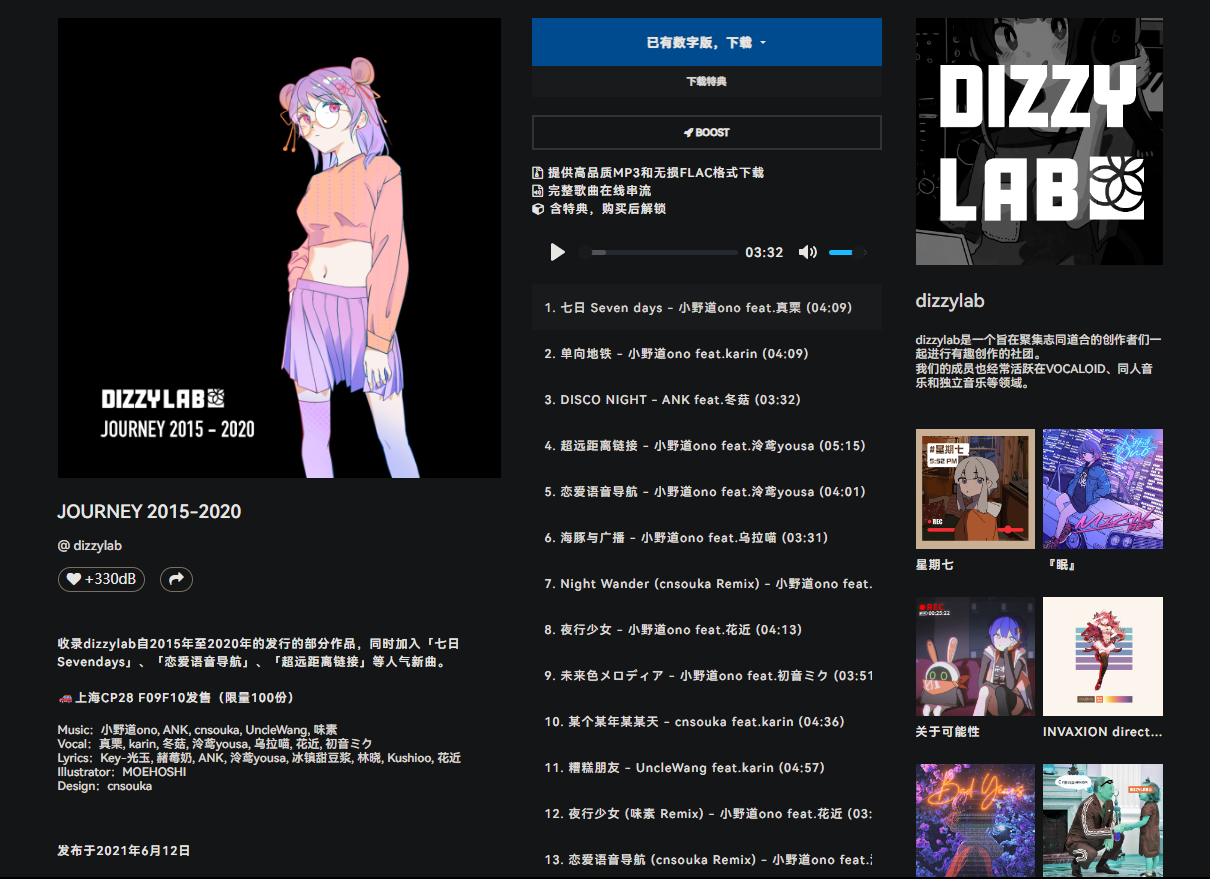 DIZZYLAB
JOURNEY 2015 - 2020
JOURNEY 2015-2020
@ dizzylab
+330dB
收录dizzylab自2015年至2020年的发行的部分作品，同时加入「七日
Sevendays」、「恋爱语音导航」、「超远距离链接」等人气新曲。
🚗上海CP28 F09F10发售（限量100份）
Music：小野道ono, ANK, cnsouka, UncleWang, 味素
Vocal：真栗, karin, 冬菇, 泠鸢yousa, 乌拉喵, 花近, 初音ミク
Lyrics：Key-光玉, 赭莓奶, ANK, 泠鸢yousa, 冰镇甜豆浆, 林晓, Kushioo, 花近
Illustrator：MOEHOSHI
Design：cnsouka
发布于2021年6月12日
已有数字版，下载
下载特典
BOOST
提供高品质MP3和无损FLAC格式下载
完整歌曲在线串流
含特典，购买后解锁
03:32
1. 七日 Seven days – 小野道ono feat.真栗 (04:09)
2. 单向地铁 – 小野道ono feat.karin (04:09)
3. DISCO NIGHT – ANK feat.冬菇 (03:32)
4. 超远距离链接 – 小野道ono feat.泠鸢yousa (05:15)
5. 恋爱语音导航 – 小野道ono feat.泠鸢yousa (04:01)
6. 海豚与广播 – 小野道ono feat.乌拉喵 (03:31)
7. Night Wander (cnsouka Remix) – 小野道ono feat.
8. 夜行少女 – 小野道ono feat.花近 (04:13)
9. 未来色メロディア – 小野道ono feat.初音ミク (03:51
10. 某个某年某某天 – cnsouka feat.karin (04:36)
11. 糟糕朋友 – UncleWang feat.karin (04:57)
12. 夜行少女 (味素 Remix) – 小野道ono feat.花近 (03:
13. 恋爱语音导航 (cnsouka Remix) – 小野道ono feat.
DIZZY
LAB
dizzylab
dizzylab是一个旨在聚集志同道合的创作者们一
起进行有趣创作的社团。
我们的成员也经常活跃在VOCALOID、同人音
乐和独立音乐等领域。
#星期七
5:52 PM
REC
星期七
『眠』
REC
00:25:22
关于可能性
INVAXION direct...
Bad Years
DIZZYLAB